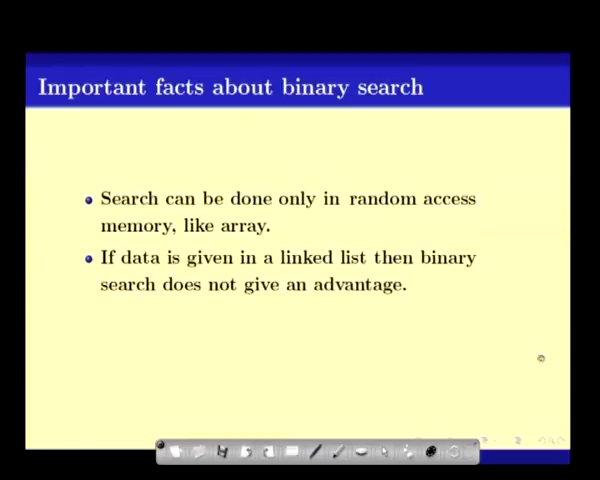 Important facts about binary search
Search can be done only in random access
memory, like array.
If data is given in a linked list then binary
search does not give an advantage.